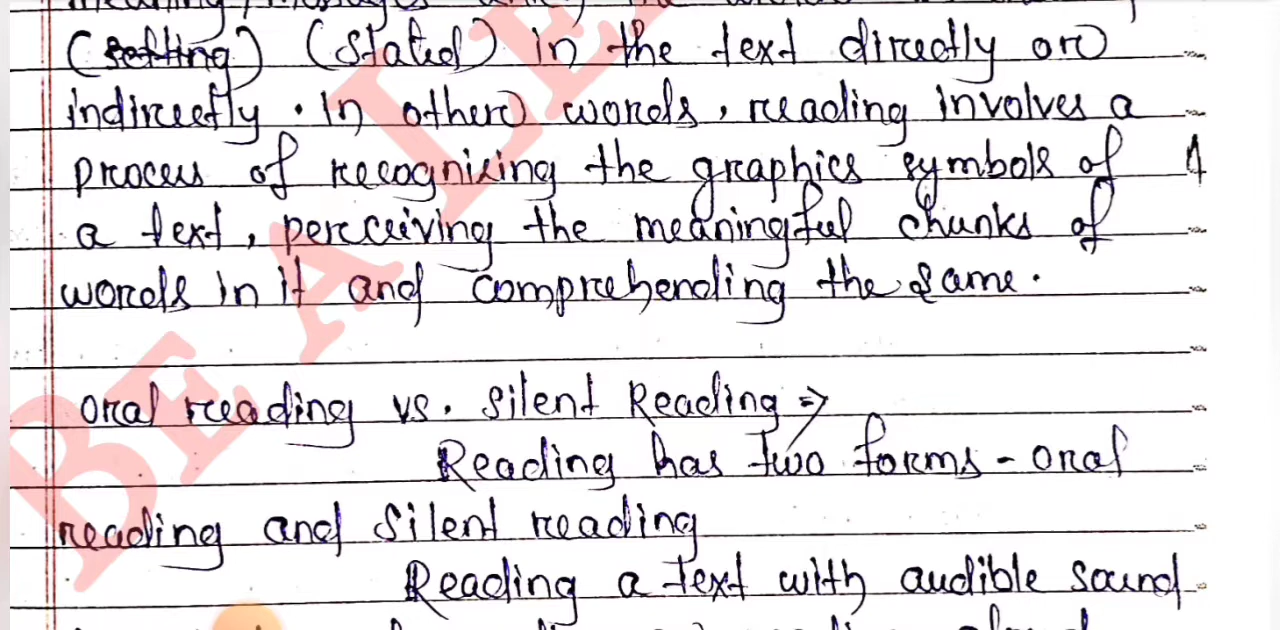 (setting) (stated) in the text directly or
indirectly. In other words, reading involves a
process of recognizing the graphics symbols of
a text, perceiving the meaningful chunks of
words in it and comprehending the same.
oral reading vs. Silent Reading ⇒
Reading has two forms - oral
reading and Silent reading
Reading a text with audible sound
BE A LE